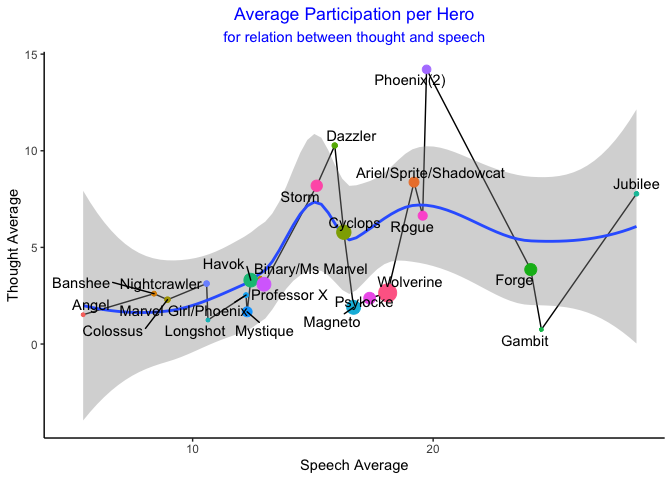 Average Participation per Hero
for relation between thought and speech
15
10
5
0
Thought Average
Phoenix(2)
Dazzler
Ariel/Sprite/Shadowcat
Jubilee
Storm
Cyclops
Rogue
Havok
Binary/Ms Marvel
Banshee
Nightcrawler
Wolverine
Forge
Professor X
Psylocke
Angel
Marvel Girl/Phoenix
Magneto
Colossus
Longshot
Mystique
Gambit
10
20
Speech Average